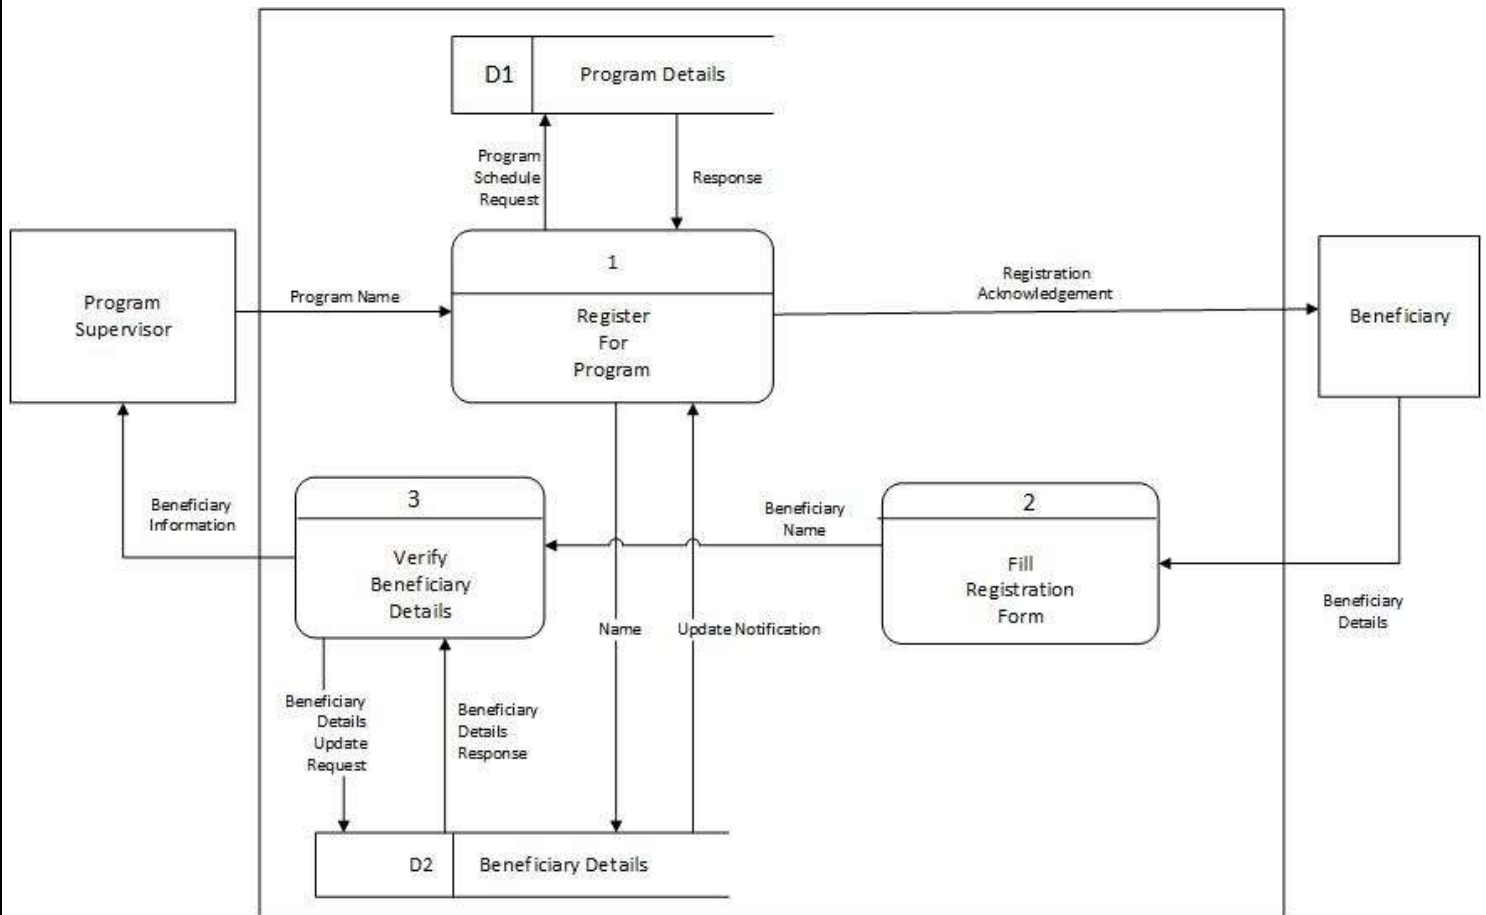 D1
Program Details
Program
Schedule
Request
Response
Program
Supervisor
Program Name
1
Register
For
Program
Registration
Acknowledgement
Beneficiary
Beneficiary
Information
3
Verify
Beneficiary
Details
Beneficiary
Name
2
Fill
Registration
Form
Beneficiary
Details
Name
Update Notification
Beneficiary
Details
Update
Request
Beneficiary
Details
Response
D2
Beneficiary Details